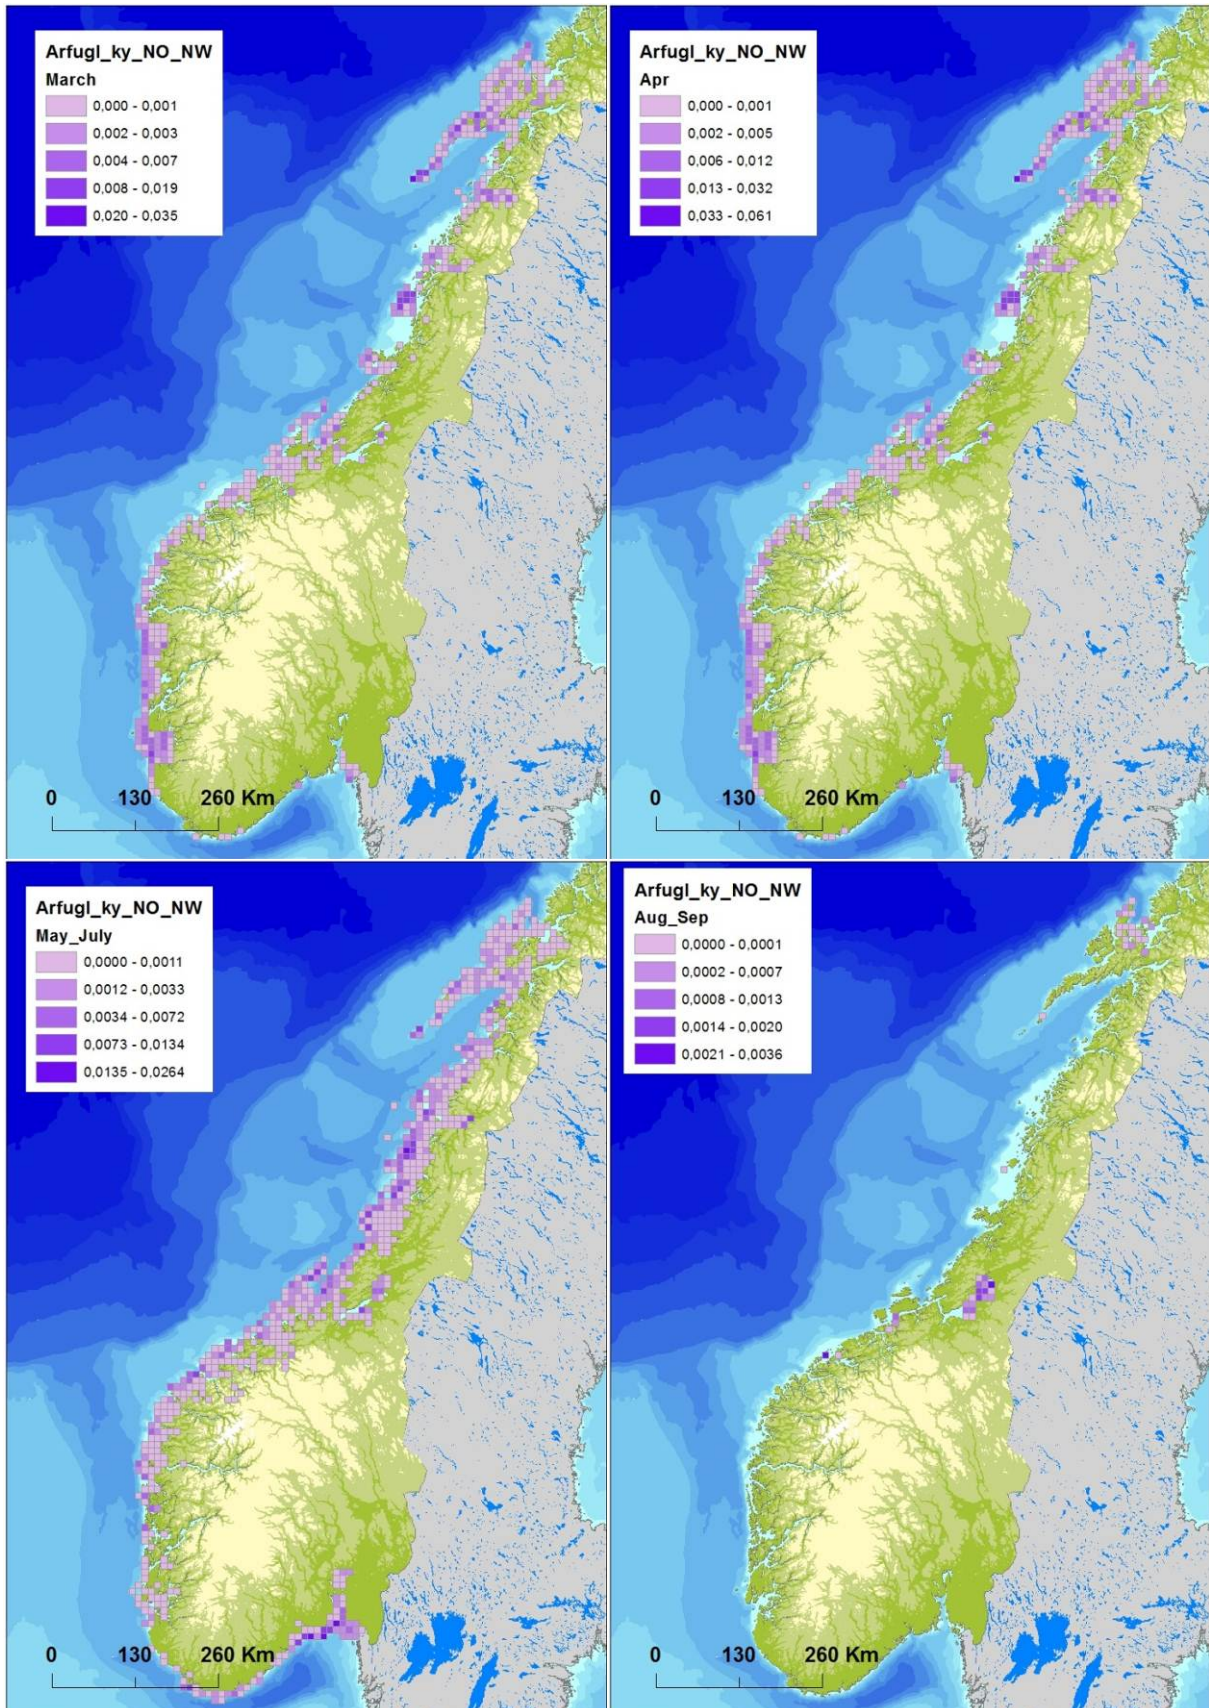 Arfugl_ky_NO_NW
March
0,000 - 0,001
0,002 - 0,003
0,004 - 0,007
0,008 - 0,019
0,020 - 0,035
0 130 260 Km
Arfugl_ky_NO_NW
Apr
0,000 - 0,001
0,002 - 0,005
0,006 - 0,012
0,013 - 0,032
0,033 - 0,061
0 130 260 Km
Arfugl_ky_NO_NW
May_July
0,0000 - 0,0011
0,0012 - 0,0033
0,0034 - 0,0072
0,0073 - 0,0134
0,0135 - 0,0264
0 130 260 Km
Arfugl_ky_NO_NW
Aug_Sep
0,0000 - 0,0001
0,0002 - 0,0007
0,0008 - 0,0013
0,0014 - 0,0020
0,0021 - 0,0036
0 130 260 Km